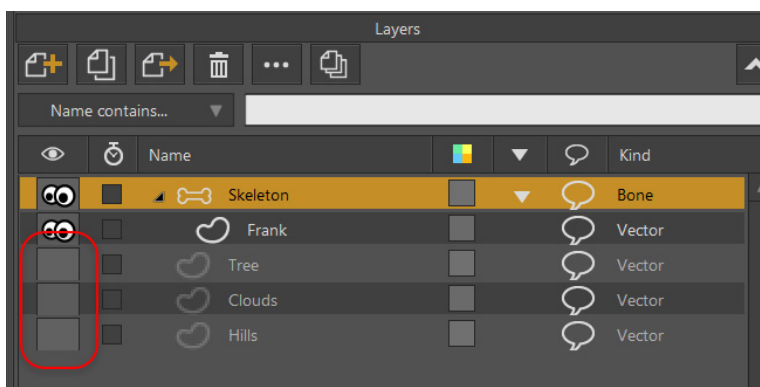 Layers
Name contains...
Name Kind
Skeleton Bone
Frank Vector
Tree Vector
Clouds Vector
Hills Vector